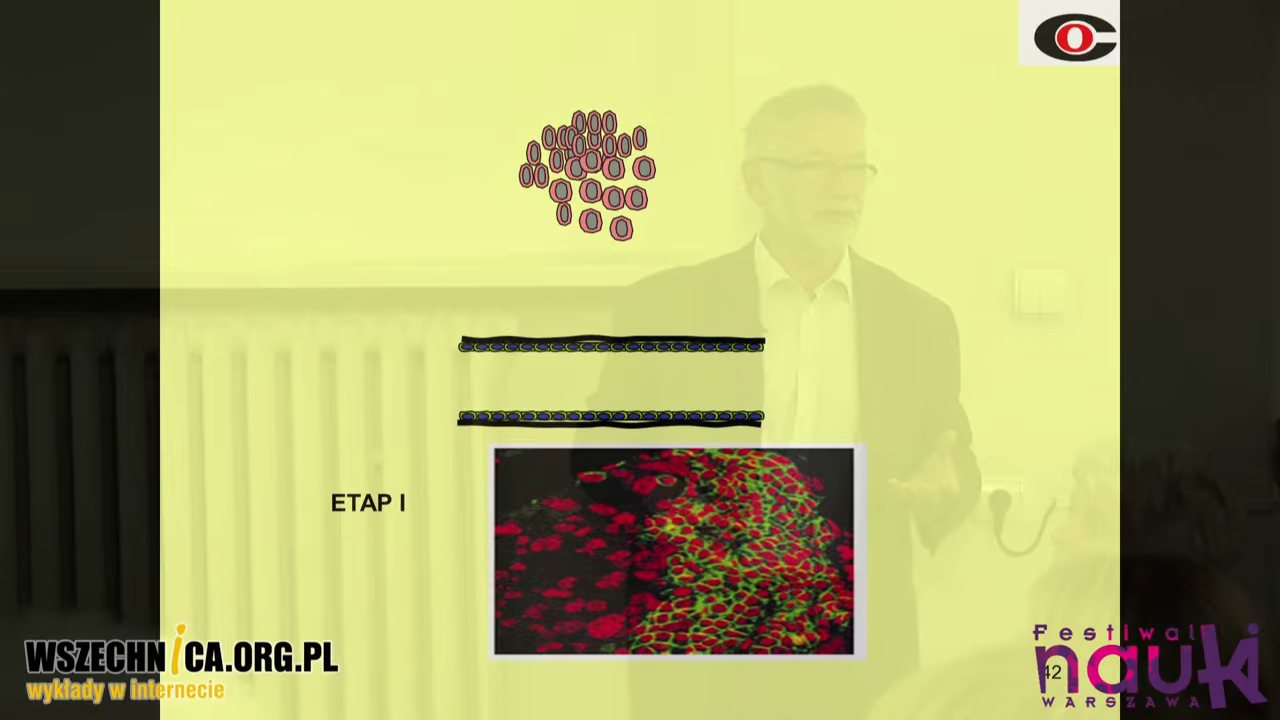 ETAP I
WSZECHNICA.ORG.PL
wykłady w internecie
Festiwal
nauki
WARSZAWA
42